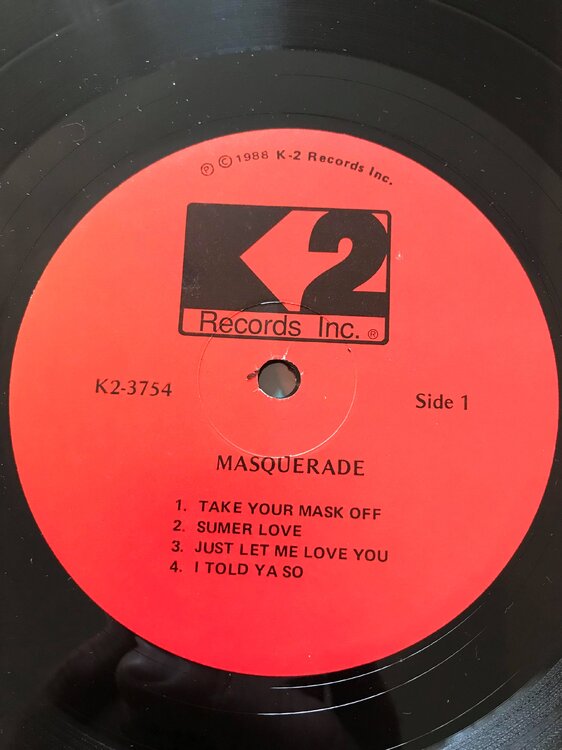 ℗ © 1988 K-2 Records Inc.
K2
Records Inc. ®
K2-3754
Side 1
MASQUERADE
1. TAKE YOUR MASK OFF
2. SUMER LOVE
3. JUST LET ME LOVE YOU
4. I TOLD YA SO